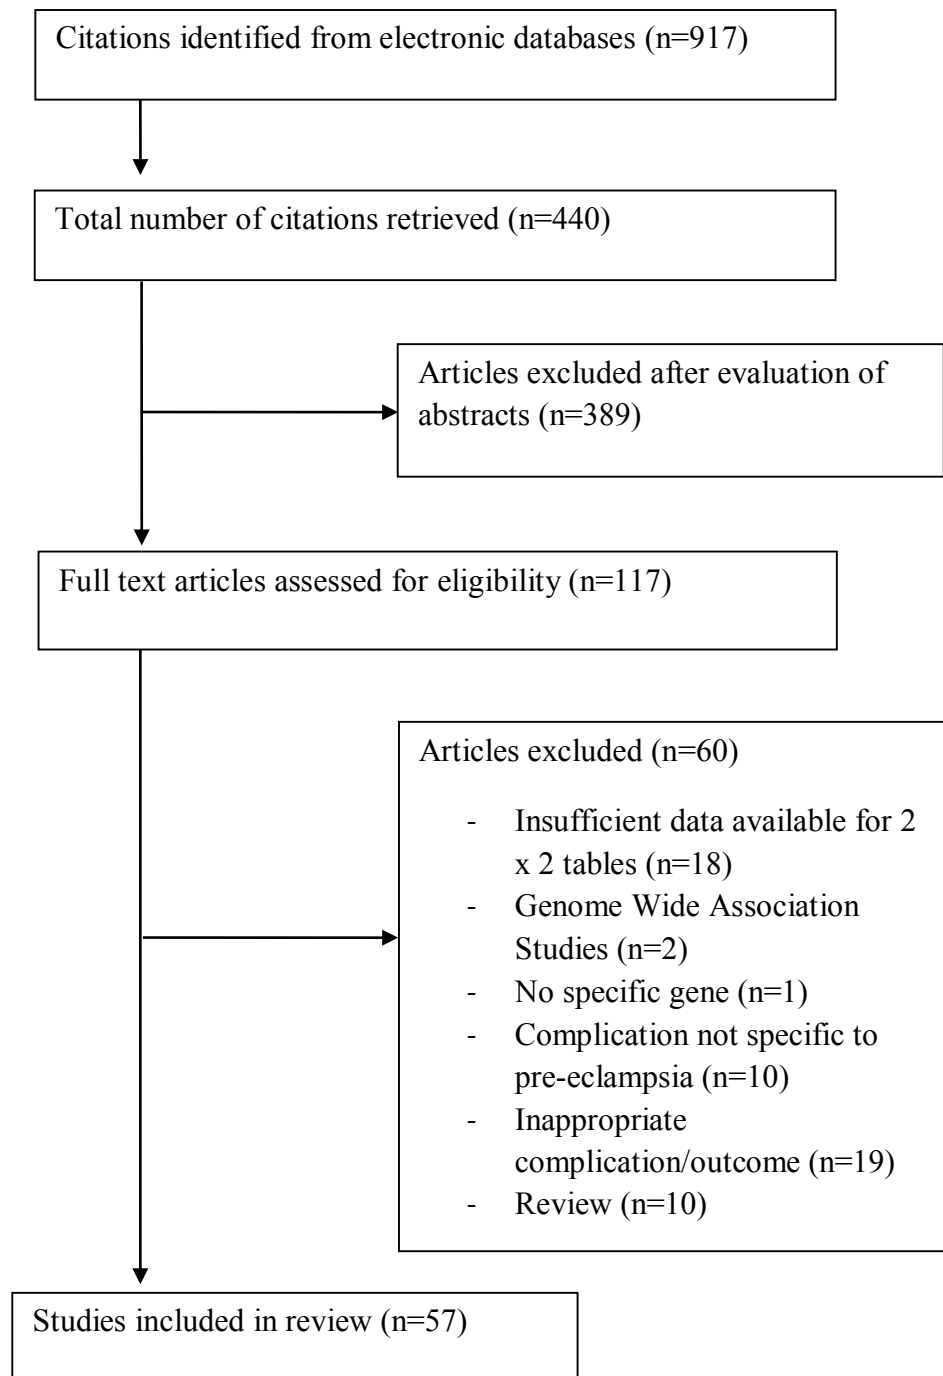 Citations identified from electronic databases (n=917)
Total number of citations retrieved (n=440)
Articles excluded after evaluation of
abstracts (n=389)
Full text articles assessed for eligibility (n=117)
Articles excluded (n=60)
- Insufficient data available for 2
x 2 tables (n=18)
- Genome Wide Association
Studies (n=2)
- No specific gene (n=1)
- Complication not specific to
pre-eclampsia (n=10)
- Inappropriate
complication/outcome (n=19)
- Review (n=10)
Studies included in review (n=57)